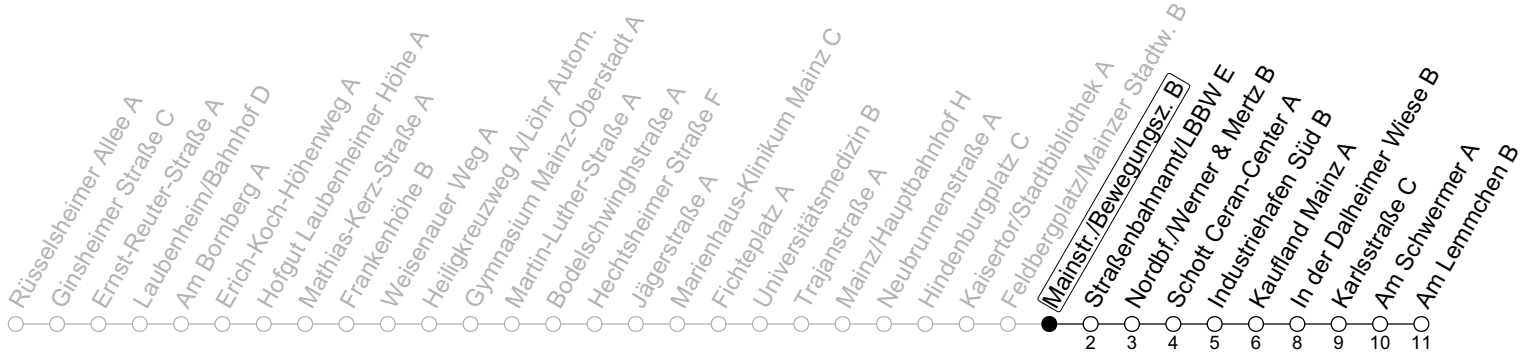 Rüsselsheimer Allee A
Ginsheimer Straße C
Ernst-Reuter-Straße A
Laubenheim/Bahnhof D
Am Bornberg A
Erich-Koch-Höhenweg A
Hofgut Laubenheimer Höhe A
Mathias-Kerz-Straße A
Frankenhöhe B
Weisenauer Weg A
Heiligkreuzweg A/Löhr Autom.
Gymnasium Mainz-Oberstadt A
Martin-Luther-Straße A
Bodelschwinghstraße A
Hechtsheimer Straße F
Jägerstraße A
Marienhaus-Klinikum Mainz C
Fichteplatz A
Universitätsmedizin B
Trajanstraße A
Mainz/Hauptbahnhof H
Neubrunnenstraße A
Hindenburgplatz C
Kaisertor/Stadtbibliothek A
Feldbergplatz/Mainzer Stadtw. B
Mainstr./Bewegungsz. B
Straßenbahnamt/LBBW E
Nordbf./Werner & Mertz B
Schott Ceran-Center A
Industriehafen Süd B
Kaufland Mainz A
In der Dalheimer Wiese B
Karlsstraße C
Am Schwermer A
Am Lemmchen B
2 3 4 5 6 8 9 10 11